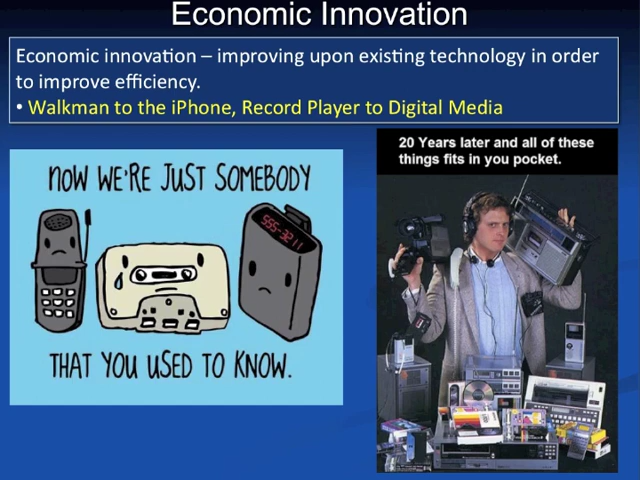 Economic Innovation
Economic innovation – improving upon existing technology in order
to improve efficiency.
• Walkman to the iPhone, Record Player to Digital Media
20 Years later and all of these
things fits in you pocket.
NOW WE'RE JUST SOMEBODY
555-3211
THAT YOU USED TO KNOW.